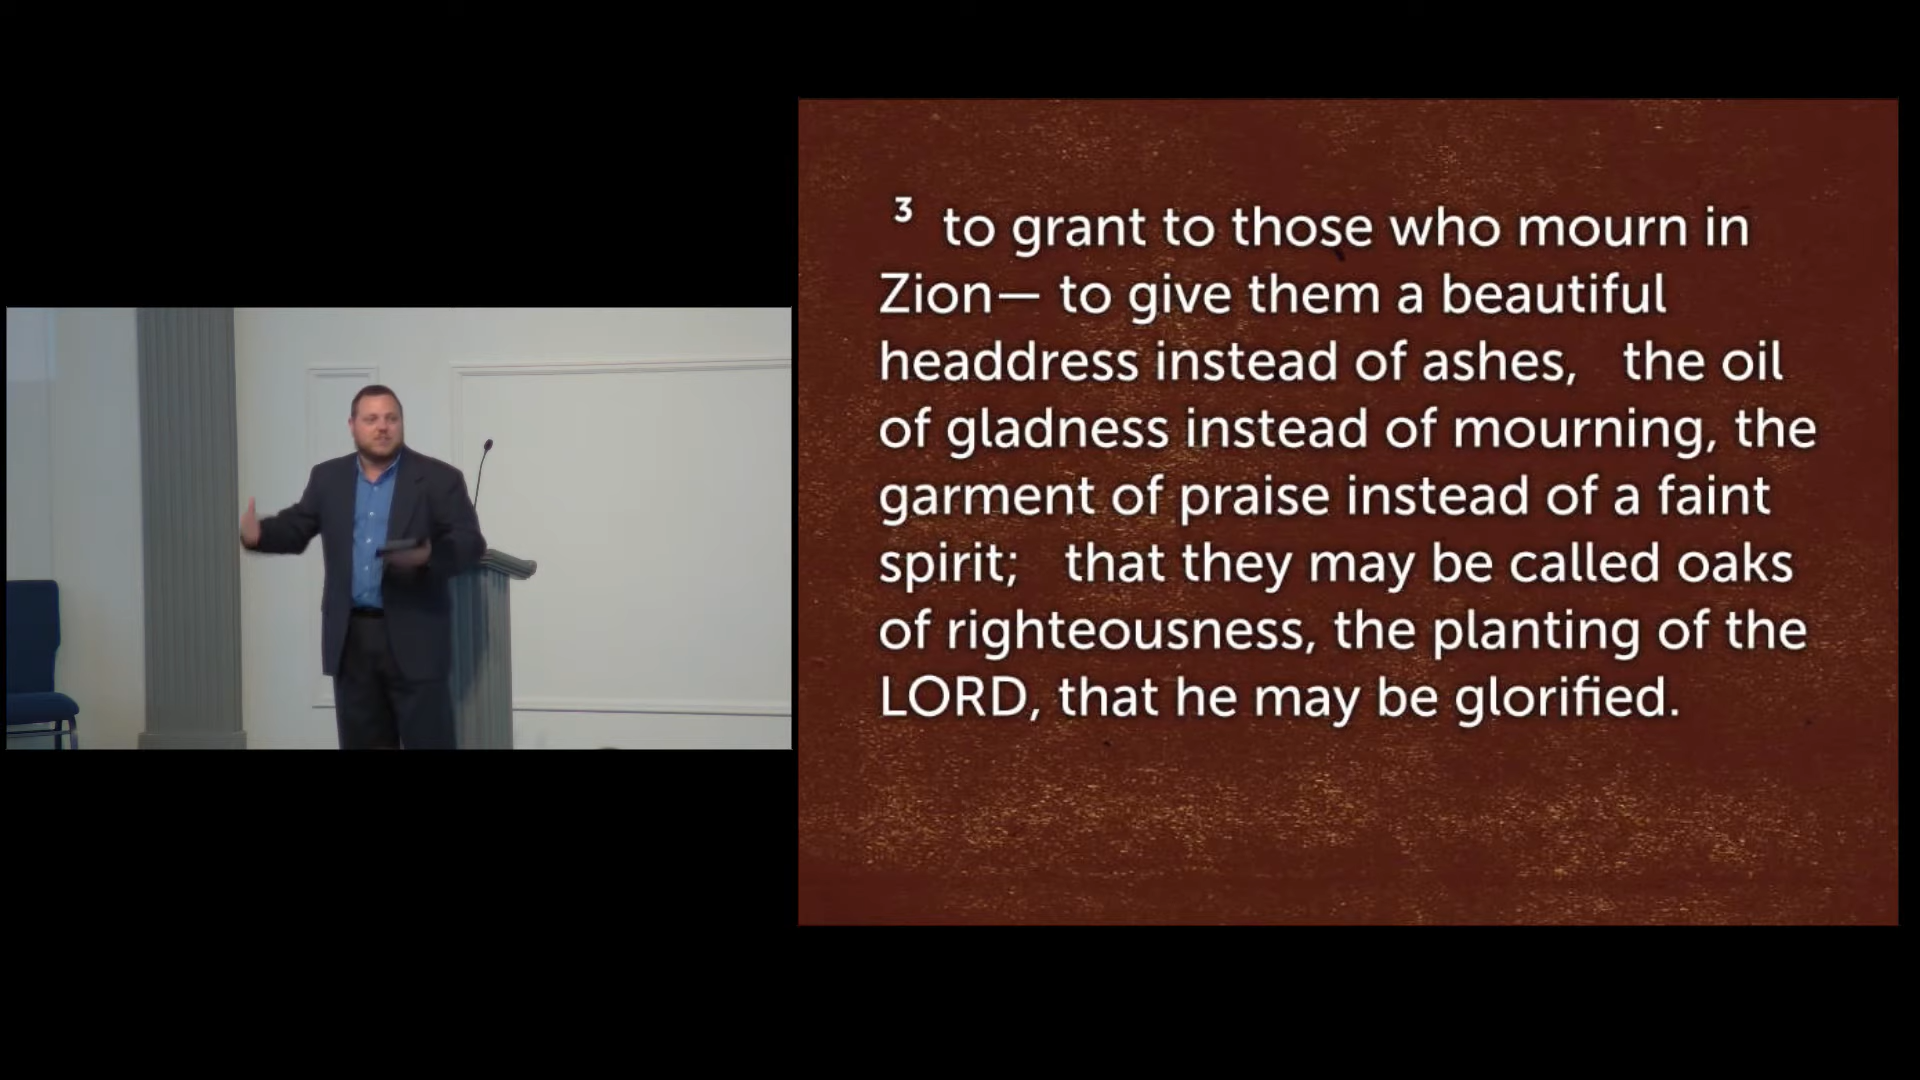 3 to grant to those who mourn in
Zion— to give them a beautiful
headdress instead of ashes, the oil
of gladness instead of mourning, the
garment of praise instead of a faint
spirit; that they may be called oaks
of righteousness, the planting of the
LORD, that he may be glorified.